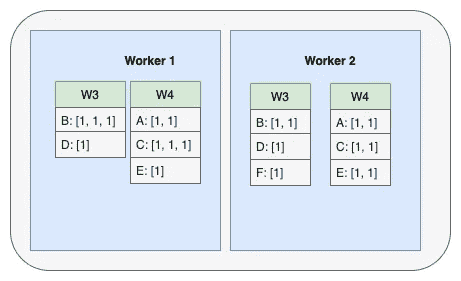 Worker 1
W3
B: [1, 1, 1]
D: [1]
W4
A: [1, 1]
C: [1, 1, 1]
E: [1]
Worker 2
W3
B: [1, 1]
D: [1]
F: [1]
W4
A: [1, 1]
C: [1, 1]
E: [1, 1]